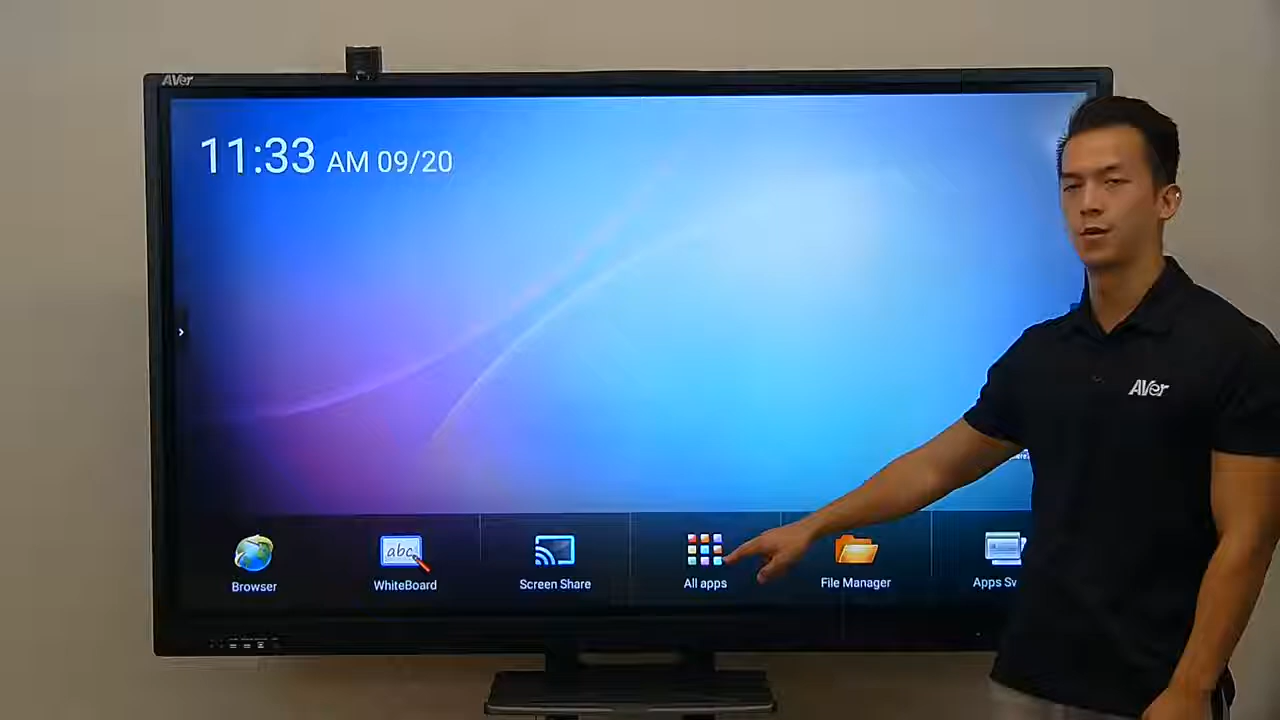 AVer
11:33 AM 09/20
AVer
abc
Browser
WhiteBoard
Screen Share
All apps
File Manager
Apps Sv